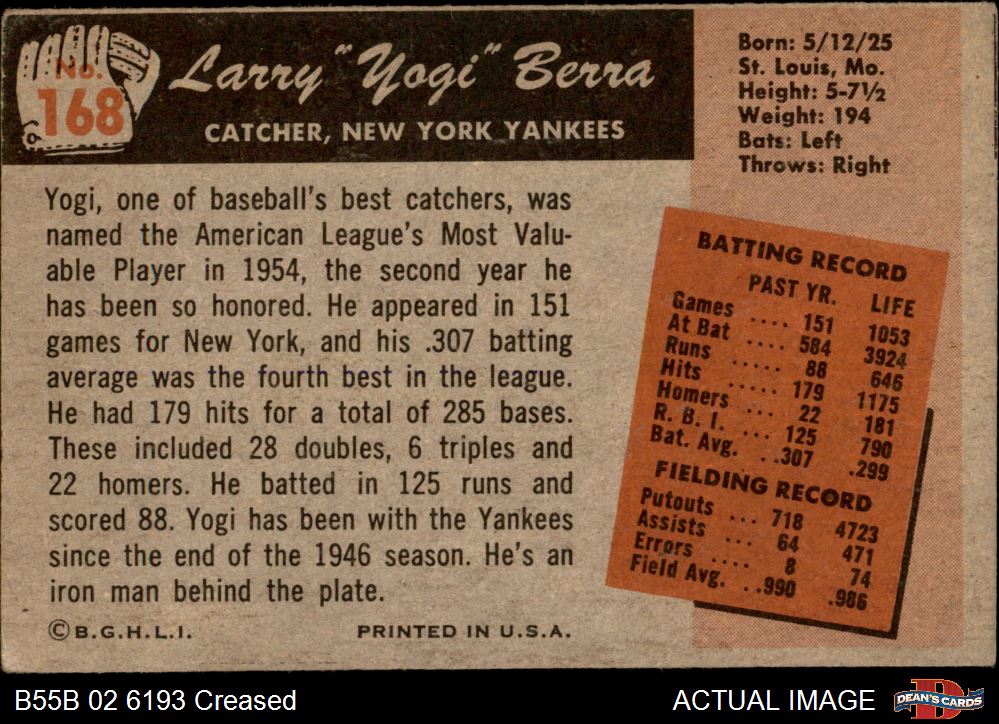 No.
168
Larry "Yogi" Berra
CATCHER, NEW YORK YANKEES
Born: 5/12/25
St. Louis, Mo.
Height: 5-7½
Weight: 194
Bats: Left
Throws: Right
Yogi, one of baseball's best catchers, was
named the American League's Most Valu-
able Player in 1954, the second year he
has been so honored. He appeared in 151
games for New York, and his .307 batting
average was the fourth best in the league.
He had 179 hits for a total of 285 bases.
These included 28 doubles, 6 triples and
22 homers. He batted in 125 runs and
scored 88. Yogi has been with the Yankees
since the end of the 1946 season. He's an
iron man behind the plate.
©B.G.H.L.I. PRINTED IN U.S.A.
BATTING RECORD
PAST YR. LIFE
Games .... 151 1053
At Bat .... 584 3924
Runs ..... 88 646
Hits ..... 179 1175
Homers ... 22 181
R. B. I. ... 125 790
Bat. Avg. ..307 .299
FIELDING RECORD
Putouts ... 718 4723
Assists ... 64 471
Errors .... 8 74
Field Avg. ..990 .986
B55B 02 6193 Creased ACTUAL IMAGE DEAN'S CARDS